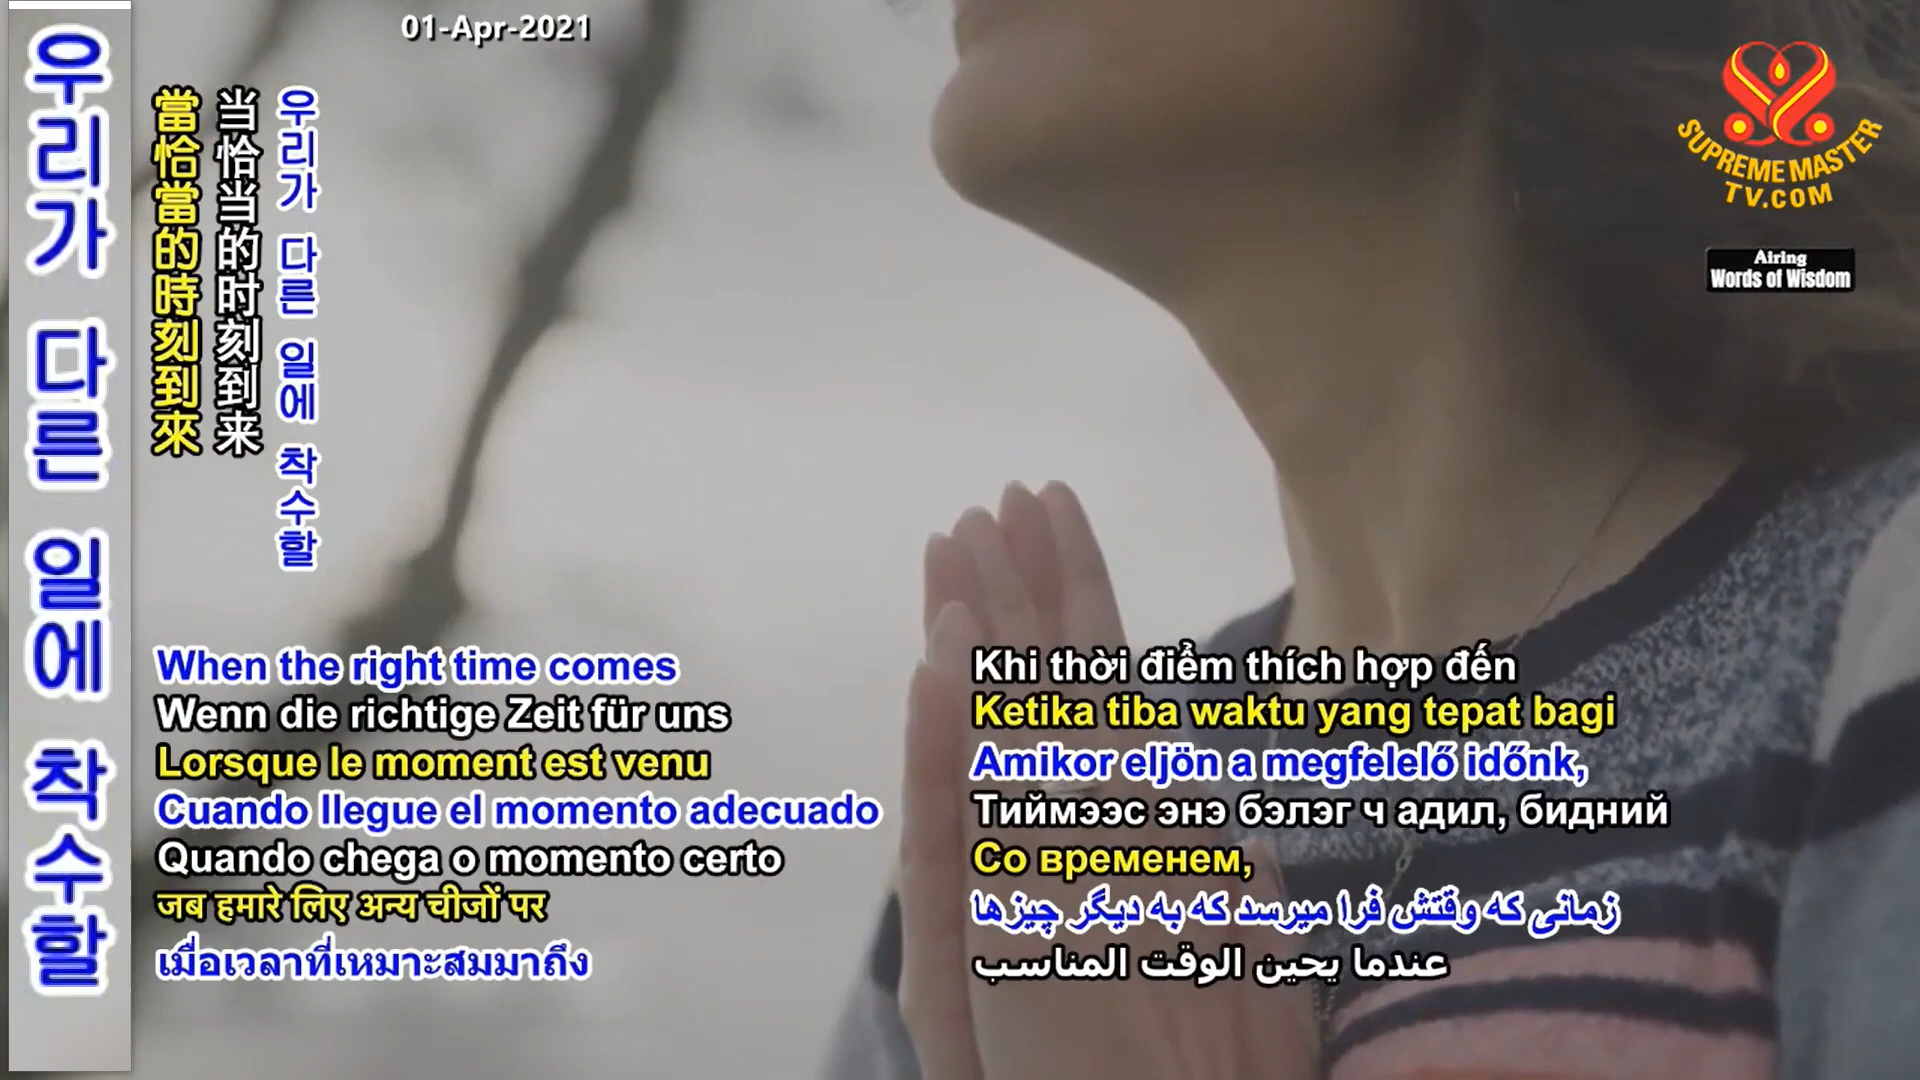 01-Apr-2021
우리가 다른 일에 착수할
當恰當的時刻到來
当恰当的时刻到来
우리가 다른 일에 착수할
SUPREME MASTER
TV.COM
Airing
Words of Wisdom
When the right time comes
Wenn die richtige Zeit für uns
Lorsque le moment est venu
Cuando llegue el momento adecuado
Quando chega o momento certo
जब हमारे लिए अन्य चीजों पर
เมื่อเวลาที่เหมาะสมมาถึง
Khi thời điểm thích hợp đến
Ketika tiba waktu yang tepat bagi
Amikor eljön a megfelelő időnk,
Тиймээс энэ бэлэг ч адил, бидний
Со временем,
زمانی که وقتش فرا میرسد که به دیگر چیزها
عندما يحين الوقت المناسب